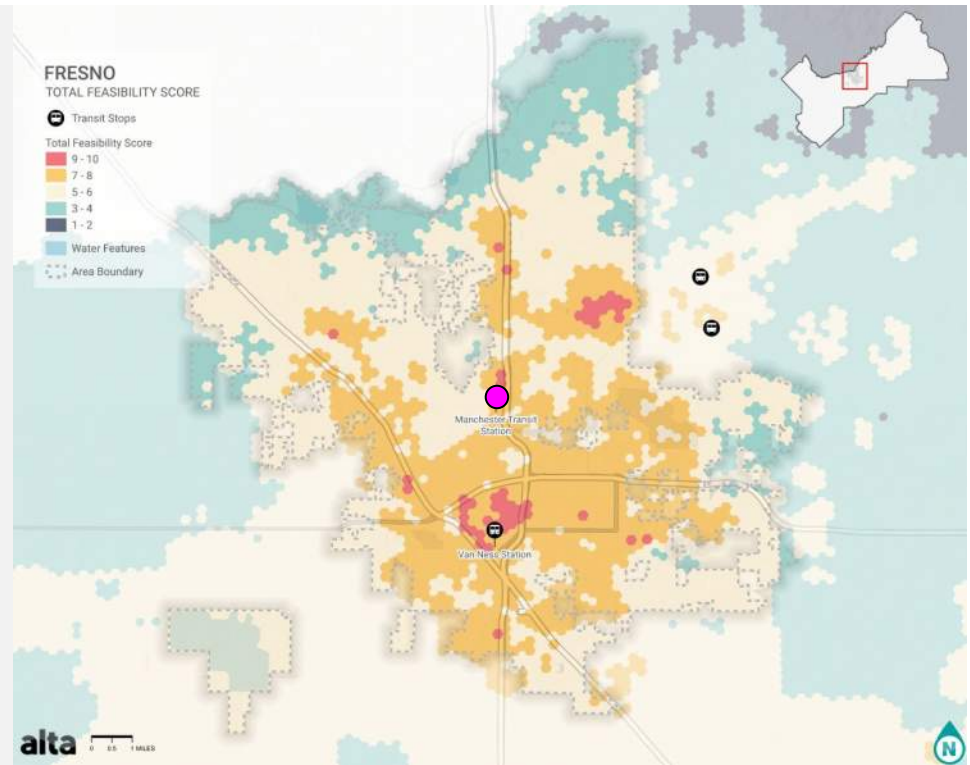 FRESNO
TOTAL FEASIBILITY SCORE
Transit Stops
Total Feasibility Score
9 - 10
7 - 8
5 - 6
3 - 4
1 - 2
Water Features
Area Boundary
Manchester Transit
Station
Van Ness Station
alta
0 0.5 1 MILES
N